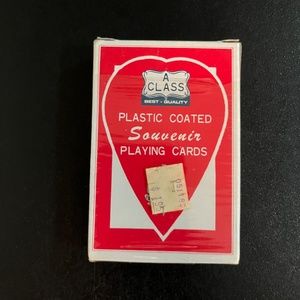 A
CLASS
BEST - QUALITY
PLASTIC COATED
Souvenir
PLAYING CARDS